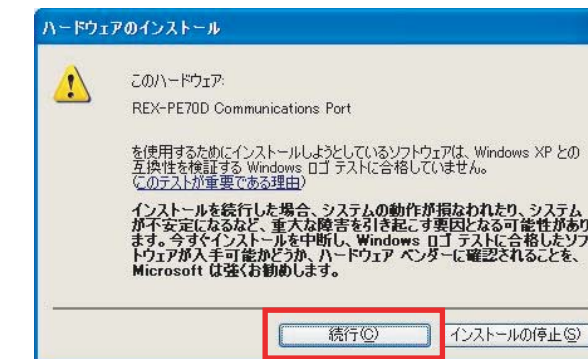 ハードウェアのインストール
このハードウェア:
REX-PE70D Communications Port
を使用するためにインストールしようとしているソフトウェアは、Windows XP との
互換性を検証する Windows ロゴ テストに合格していません。
(このテストが重要である理由)
インストールを続行した場合、システムの動作が損なわれたり、システム
が不安定になるなど、重大な障害を引き起こす要因となる可能性があり
ます。今すぐインストールを中断し、Windows ロゴ テストに合格したソフ
トウェアが入手可能かどうか、ハードウェア ベンダーに確認されることを、
Microsoft は強くお勧めします。
続行(C) インストールの停止(S)